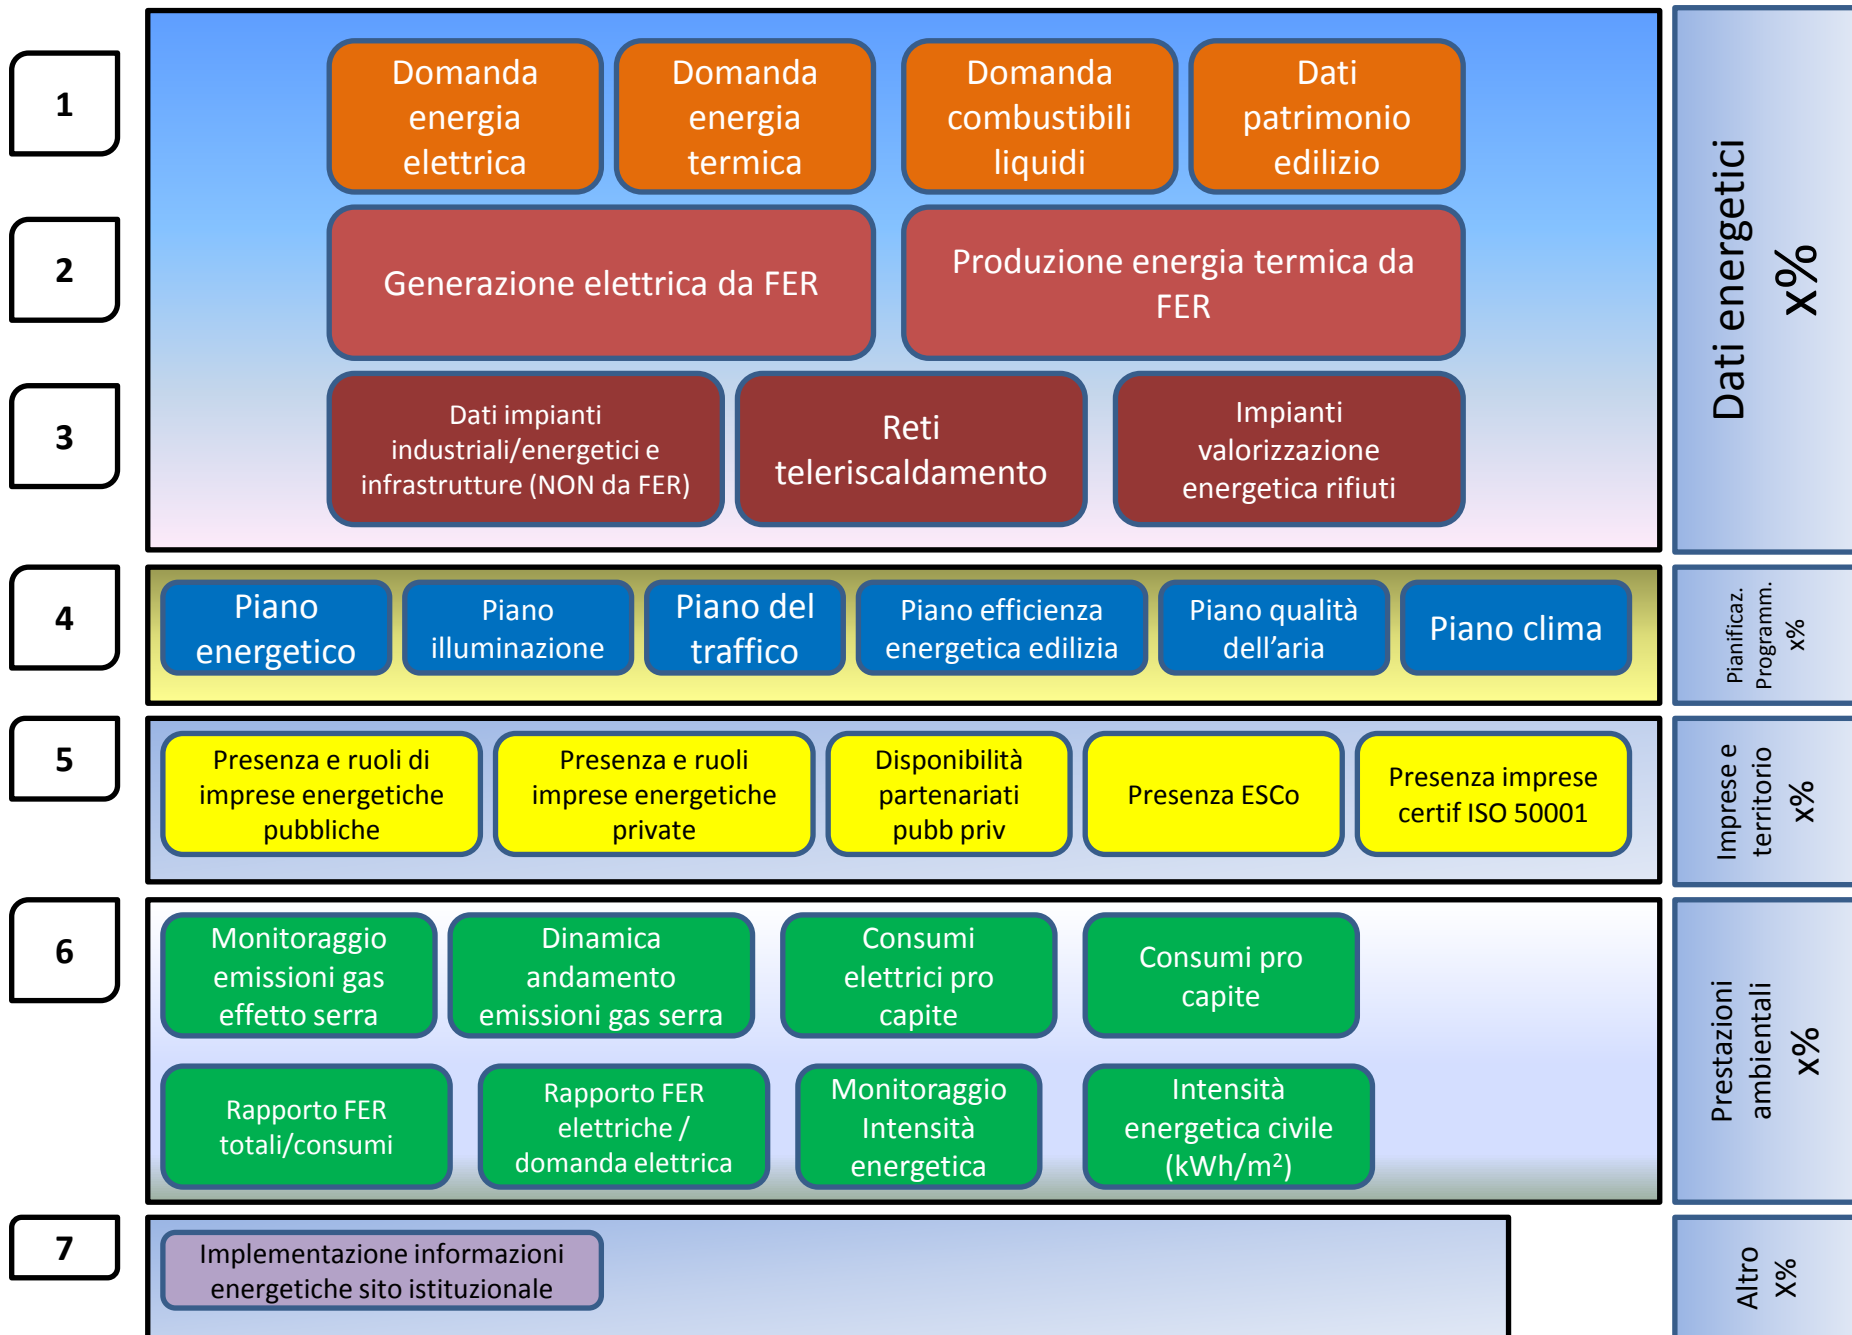 1
Domanda
energia
elettrica
Domanda
energia
termica
Domanda
combustibili
liquidi
Dati
patrimonio
edilizio
2
Generazione elettrica da FER
Produzione energia termica da
FER
3
Dati impianti
industriali/energetici e
infrastrutture (NON da FER)
Reti
teleriscaldamento
Impianti
valorizzazione
energetica rifiuti
Dati energetici
x%
4
Piano
energetico
Piano
illuminazione
Piano del
traffico
Piano efficienza
energetica edilizia
Piano qualità
dell’aria
Piano clima
Pianificaz.
Programm.
x%
5
Presenza e ruoli di
imprese energetiche
pubbliche
Presenza e ruoli
imprese energetiche
private
Disponibilità
partenariati
pubb priv
Presenza ESCo
Presenza imprese
certif ISO 50001
Imprese e
territorio
x%
6
Monitoraggio
emissioni gas
effetto serra
Dinamica
andamento
emissioni gas serra
Consumi
elettrici pro
capite
Consumi pro
capite
Rapporto FER
totali/consumi
Rapporto FER
elettriche /
domanda elettrica
Monitoraggio
Intensità
energetica
Intensità
energetica civile
(kWh/m²)
Prestazioni
ambientali
x%
7
Implementazione informazioni
energetiche sito istituzionale
Altro
X%